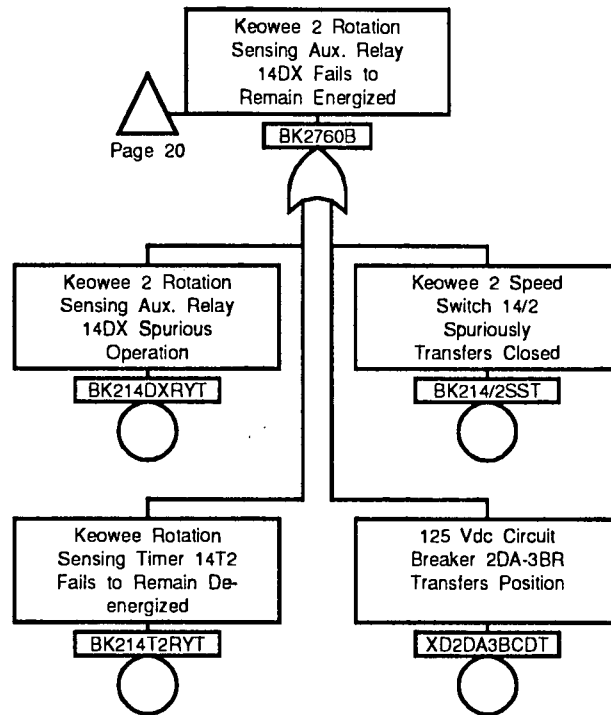 Keowee 2 Rotation
Sensing Aux. Relay
14DX Fails to
Remain Energized
BK2760B
Page 20
Keowee 2 Rotation
Sensing Aux. Relay
14DX Spurious
Operation
BK214DXRYT
Keowee 2 Speed
Switch 14/2
Spuriously
Transfers Closed
BK214/2SST
Keowee Rotation
Sensing Timer 14T2
Fails to Remain De-
energized
BK214T2RYT
125 Vdc Circuit
Breaker 2DA-3BR
Transfers Position
XD2DA3BCDT